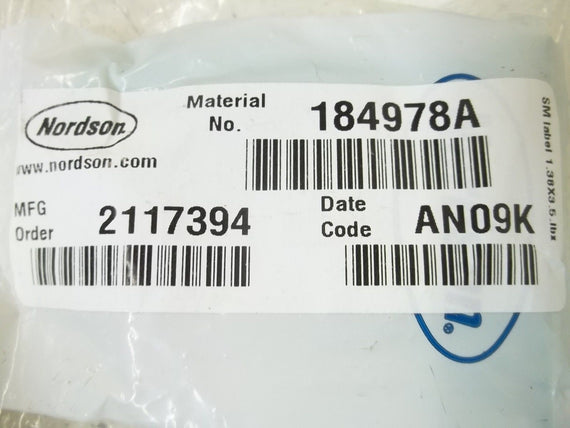 Nordson
www.nordson.com
Material No. 184978A
MFG Order 2117394
Date Code AN09K
SM label 1.38X3.5.lbx